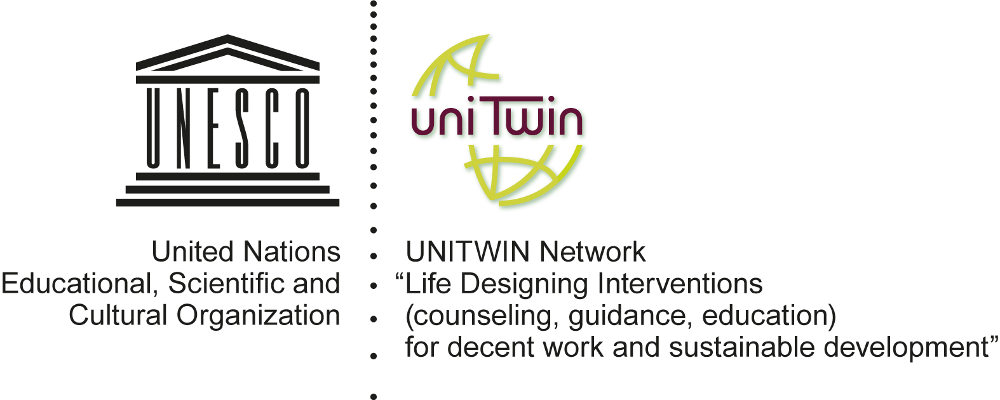 UNESCO
United Nations
Educational, Scientific and
Cultural Organization
uniTwin
UNITWIN Network
“Life Designing Interventions
(counseling, guidance, education)
for decent work and sustainable development”